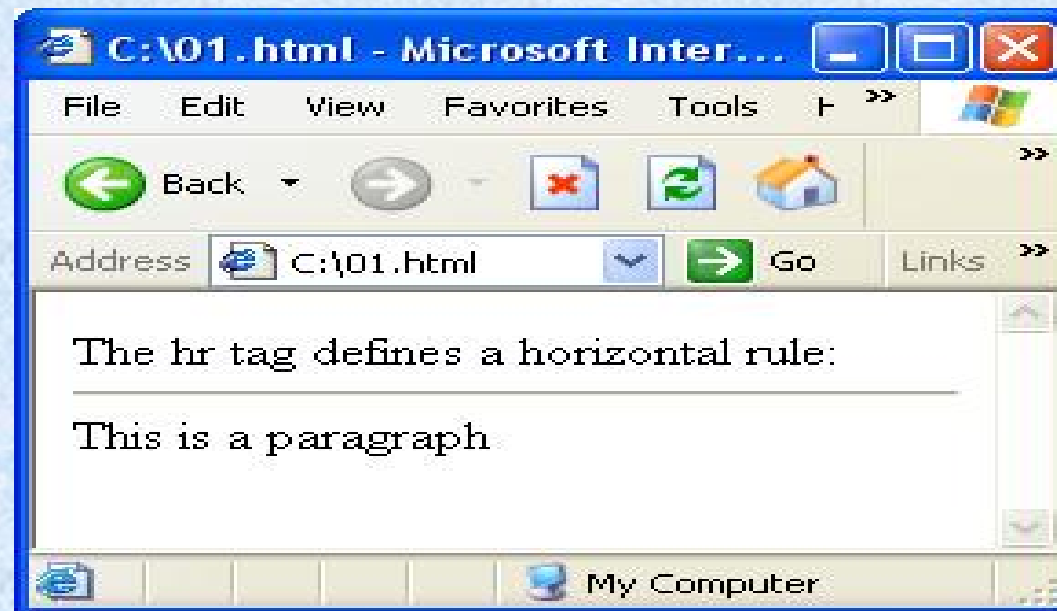 C:\01.html - Microsoft Inter...
File Edit View Favorites Tools H »
Back »
Address C:\01.html Go Links »
The hr tag defines a horizontal rule:
This is a paragraph
My Computer